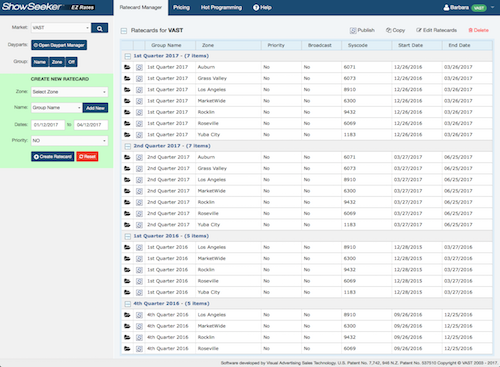 ShowSeeker EZ Rates
Ratecard Manager Pricing Hot Programming Help Barbara VAST
Market: VAST
Dayparts: Open Daypart Manager
Group: Name Zone Off
CREATE NEW RATECARD
Zone: Select Zone
Name: Group Name Add New
Dates: 01/12/2017 to 04/12/2017
Priority: NO
Create Ratecard Reset
Ratecards for VAST Publish Copy Edit Ratecards Delete
Group Name Zone Priority Broadcast Syscode Start Date End Date
1st Quarter 2017 - (7 items)
1st Quarter 2017 Auburn No No 6071 12/26/2016 03/26/2017
1st Quarter 2017 Grass Valley No No 6073 12/26/2016 03/26/2017
1st Quarter 2017 Los Angeles No No 8910 12/26/2016 03/26/2017
1st Quarter 2017 MarketWide No No 6300 12/26/2016 03/26/2017
1st Quarter 2017 Rocklin No No 9432 12/26/2016 03/26/2017
1st Quarter 2017 Roseville No No 6069 12/26/2016 03/26/2017
1st Quarter 2017 Yuba City No No 1183 12/26/2016 03/26/2017
2nd Quarter 2017 - (7 items)
2nd Quarter 2017 Auburn No No 6071 03/27/2017 06/25/2017
2nd Quarter 2017 Grass Valley No No 6073 03/27/2017 06/25/2017
2nd Quarter 2017 Los Angeles No No 8910 03/27/2017 06/25/2017
2nd Quarter 2017 MarketWide No No 6300 03/27/2017 06/25/2017
2nd Quarter 2017 Rocklin No No 9432 03/27/2017 06/25/2017
2nd Quarter 2017 Roseville No No 6069 03/27/2017 06/25/2017
2nd Quarter 2017 Yuba City No No 1183 03/27/2017 06/25/2017
1st Quarter 2016 - (5 items)
1st Quarter 2016 Los Angeles No No 8910 12/28/2015 03/27/2016
1st Quarter 2016 MarketWide No No 6300 12/28/2015 03/27/2016
1st Quarter 2016 Rocklin No No 9432 12/28/2015 03/27/2016
1st Quarter 2016 Roseville No No 6069 12/28/2015 03/27/2016
1st Quarter 2016 Yuba City No No 1183 12/28/2015 03/27/2016
4th Quarter 2016 - (5 items)
4th Quarter 2016 Los Angeles No No 8910 09/26/2016 12/25/2016
4th Quarter 2016 MarketWide No No 6300 09/26/2016 12/25/2016
4th Quarter 2016 Rocklin No No 9432 09/26/2016 12/25/2016
4th Quarter 2016 Roseville No No 6069 09/26/2016 12/25/2016
Software developed by Visual Advertising Sales Technology, U.S. Patent No. 7,742, 946 N.Z. Patent No. 537510 Copyright © VAST 2003 - 2017.